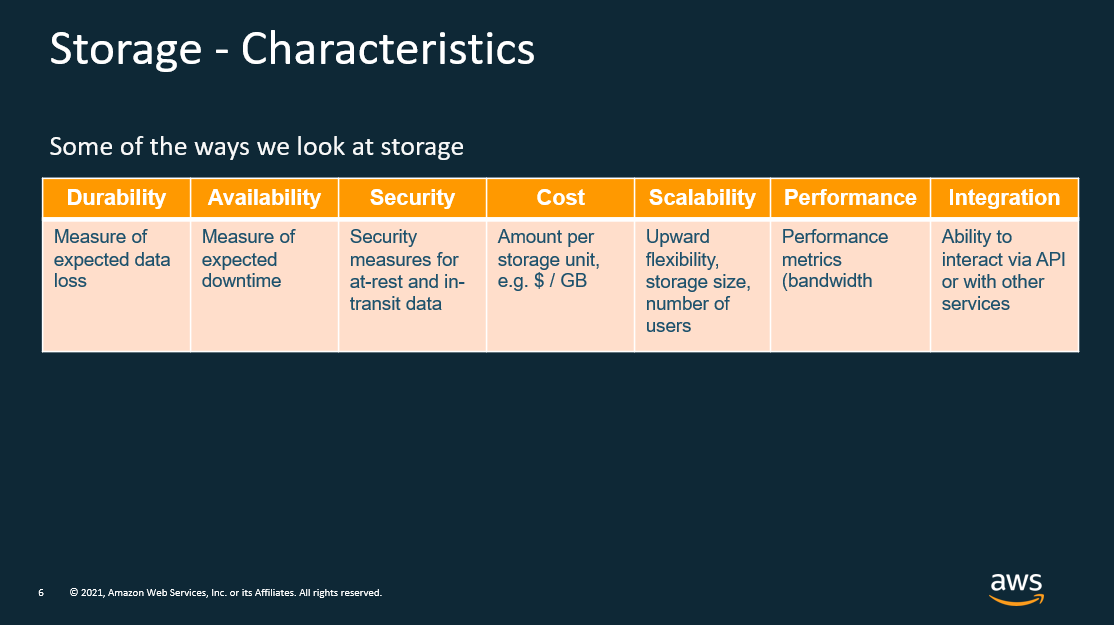 Storage - Characteristics
Some of the ways we look at storage
Durability
Availability
Security
Cost
Scalability
Performance
Integration
Measure of
expected data
loss
Measure of
expected
downtime
Security
measures for
at-rest and in-
transit data
Amount per
storage unit,
e.g. $ / GB
Upward
flexibility,
storage size,
number of
users
Performance
metrics
(bandwidth
Ability to
interact via API
or with other
services
6
© 2021, Amazon Web Services, Inc. or its Affiliates. All rights reserved.
aws